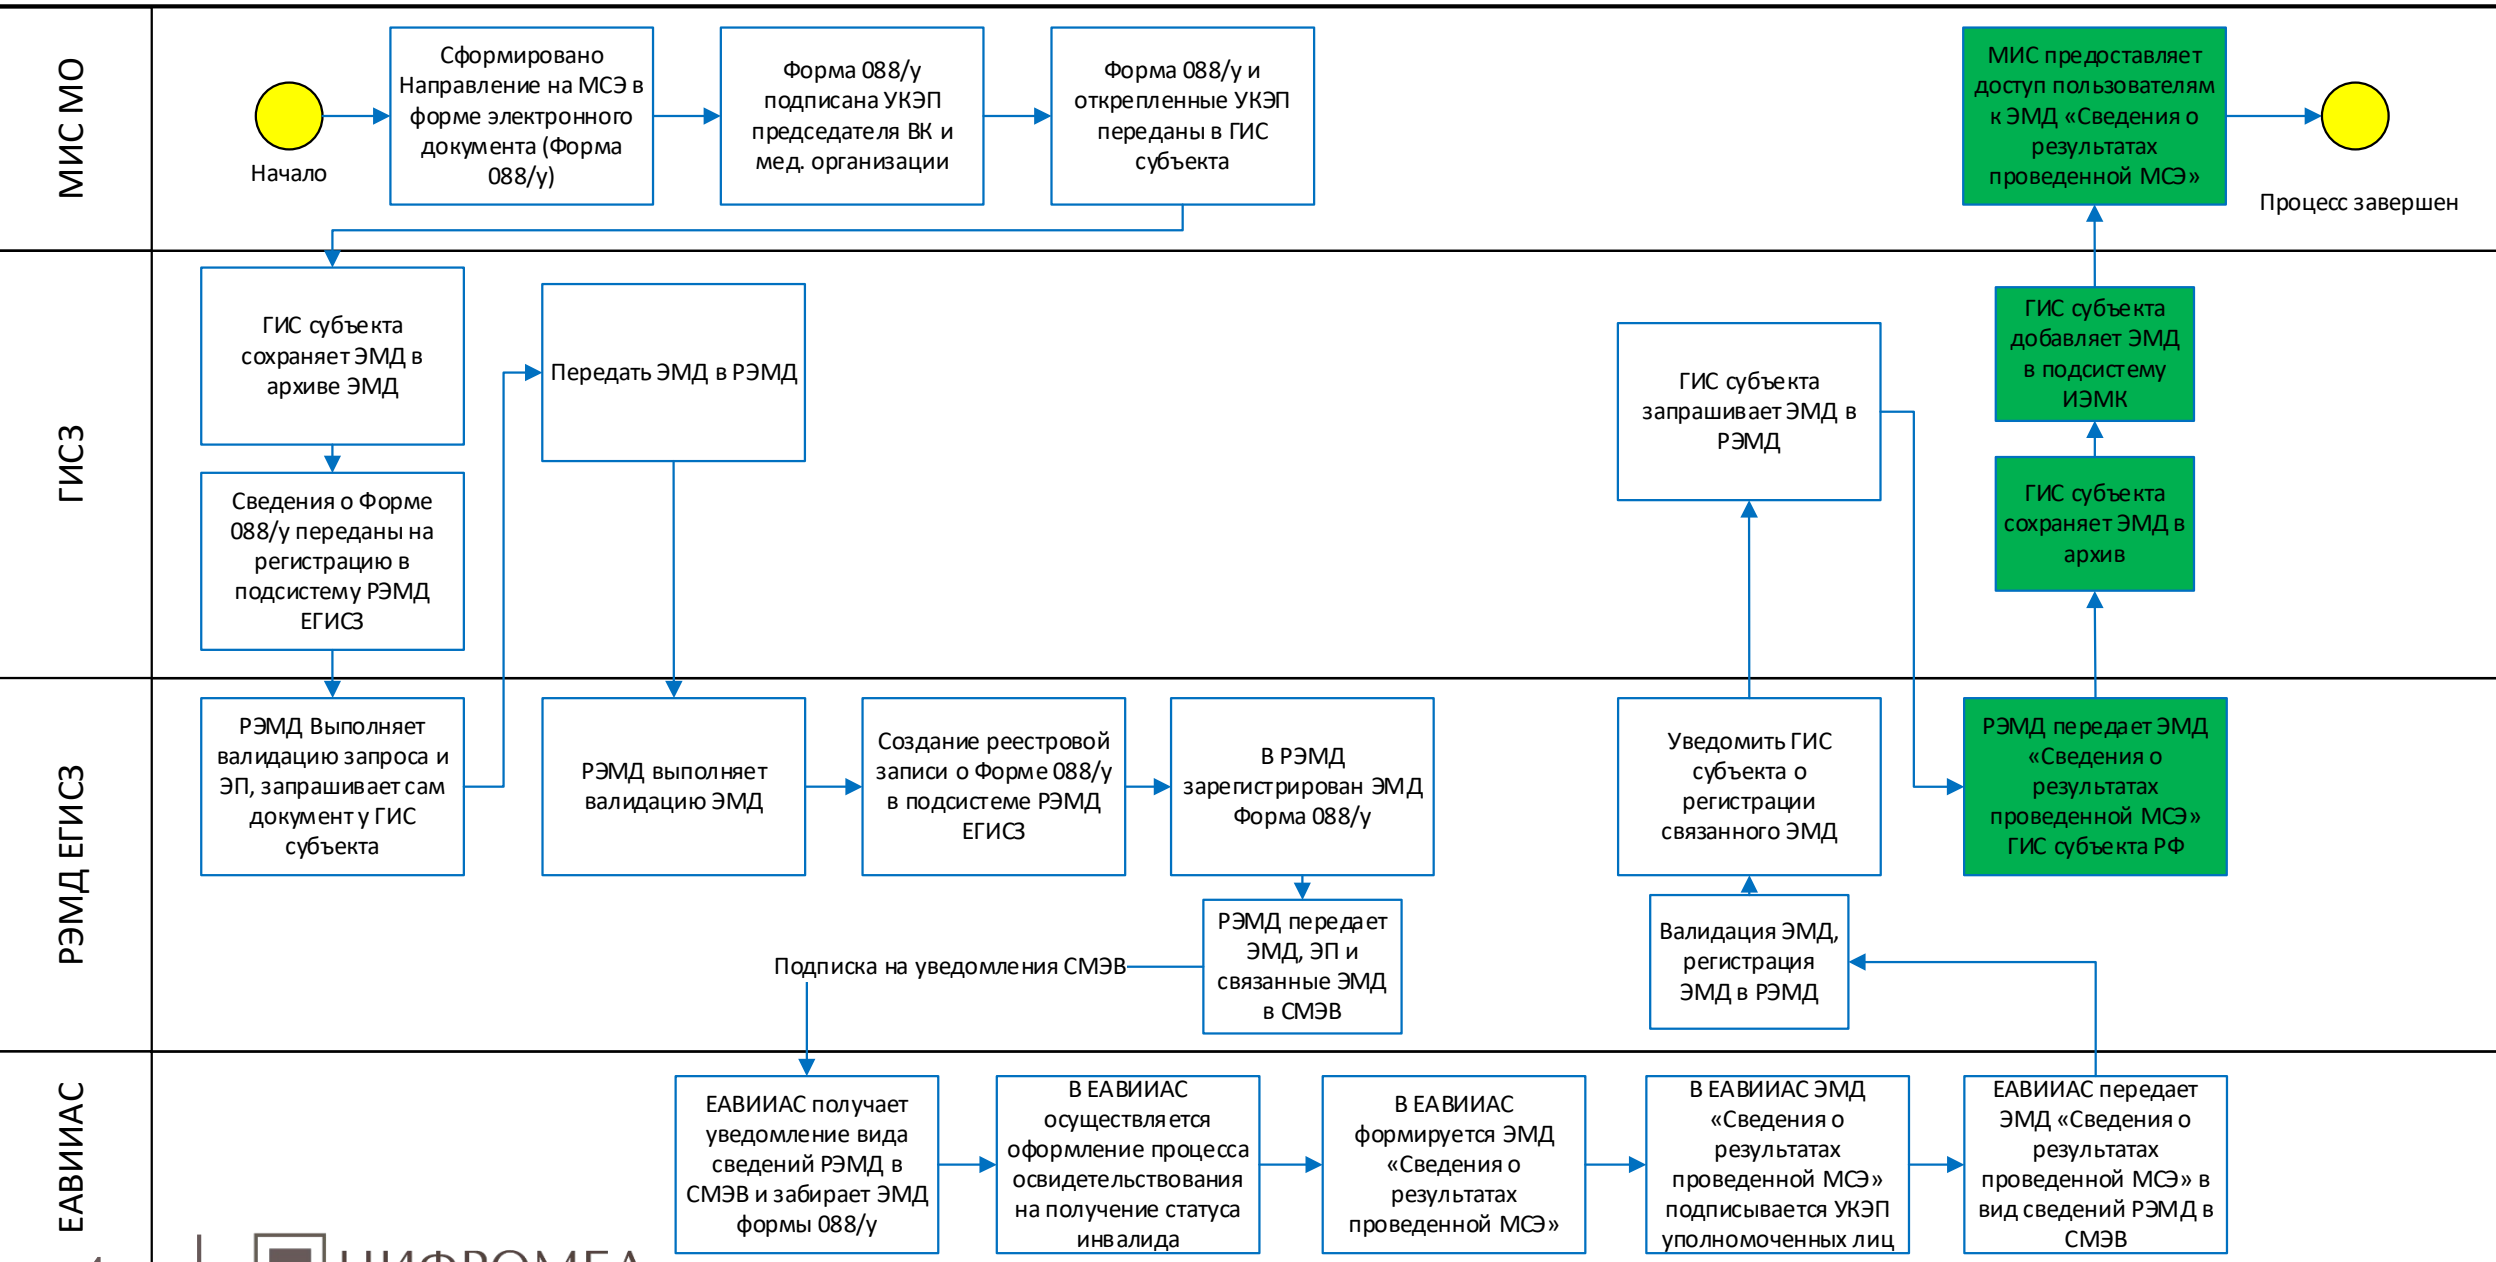 МИС МО
Начало
Сформировано
Направление на МСЭ в
форме электронного
документа (Форма
088/у)
Форма 088/у
подписана УКЭП
председателя ВК и
мед. организации
Форма 088/у и
открепленные УКЭП
переданы в ГИС
субъекта
МИС предоставляет
доступ пользователям
к ЭМД «Сведения о
результатах
проведенной МСЭ»
Процесс завершен
ГИСЗ
ГИС субъекта
сохраняет ЭМД в
архиве ЭМД
Сведения о Форме
088/у переданы на
регистрацию в
подсистему РЭМД
ЕГИСЗ
Передать ЭМД в РЭМД
ГИС субъекта
запрашивает ЭМД в
РЭМД
ГИС субъекта
добавляет ЭМД
в подсистему
ИЭМК
ГИС субъекта
сохраняет ЭМД в
архив
РЭМД ЕГИСЗ
РЭМД Выполняет
валидацию запроса и
ЭП, запрашивает сам
документ у ГИС
субъекта
РЭМД выполняет
валидацию ЭМД
Создание реестровой
записи о Форме 088/у
в подсистеме РЭМД
ЕГИСЗ
В РЭМД
зарегистрирован ЭМД
Форма 088/у
РЭМД передает
ЭМД, ЭП и
связанные ЭМД
в СМЭВ
Подписка на уведомления СМЭВ
Уведомить ГИС
субъекта о
регистрации
связанного ЭМД
Валидация ЭМД,
регистрация
ЭМД в РЭМД
РЭМД передает ЭМД
«Сведения о
результатах
проведенной МСЭ»
ГИС субъекта РФ
ЕАВИИАС
ЕАВИИАС получает
уведомление вида
сведений РЭМД в
СМЭВ и забирает ЭМД
формы 088/у
В ЕАВИИАС
осуществляется
оформление процесса
освидетельствования
на получение статуса
инвалида
В ЕАВИИАС
формируется ЭМД
«Сведения о
результатах
проведенной МСЭ»
В ЕАВИИАС ЭМД
«Сведения о
результатах
проведенной МСЭ»
подписывается УКЭП
уполномоченных лиц
ЕАВИИАС передает
ЭМД «Сведения о
результатах
проведенной МСЭ» в
вид сведений РЭМД в
СМЭВ
ЦИФРОМЕД